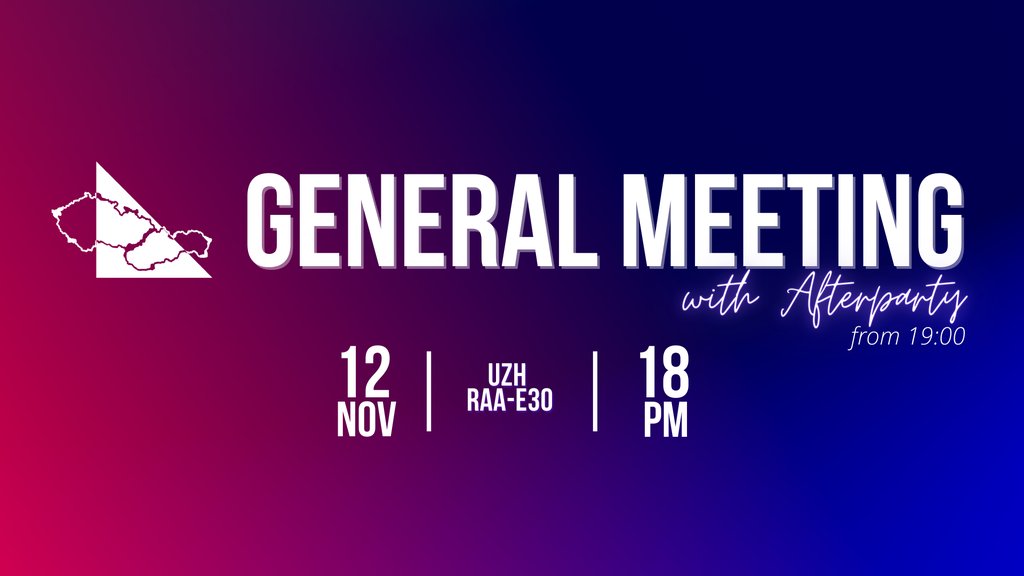 GENERAL MEETING
with Afterparty
from 19:00
12
NOV
UZH
RAA-E30
18
PM